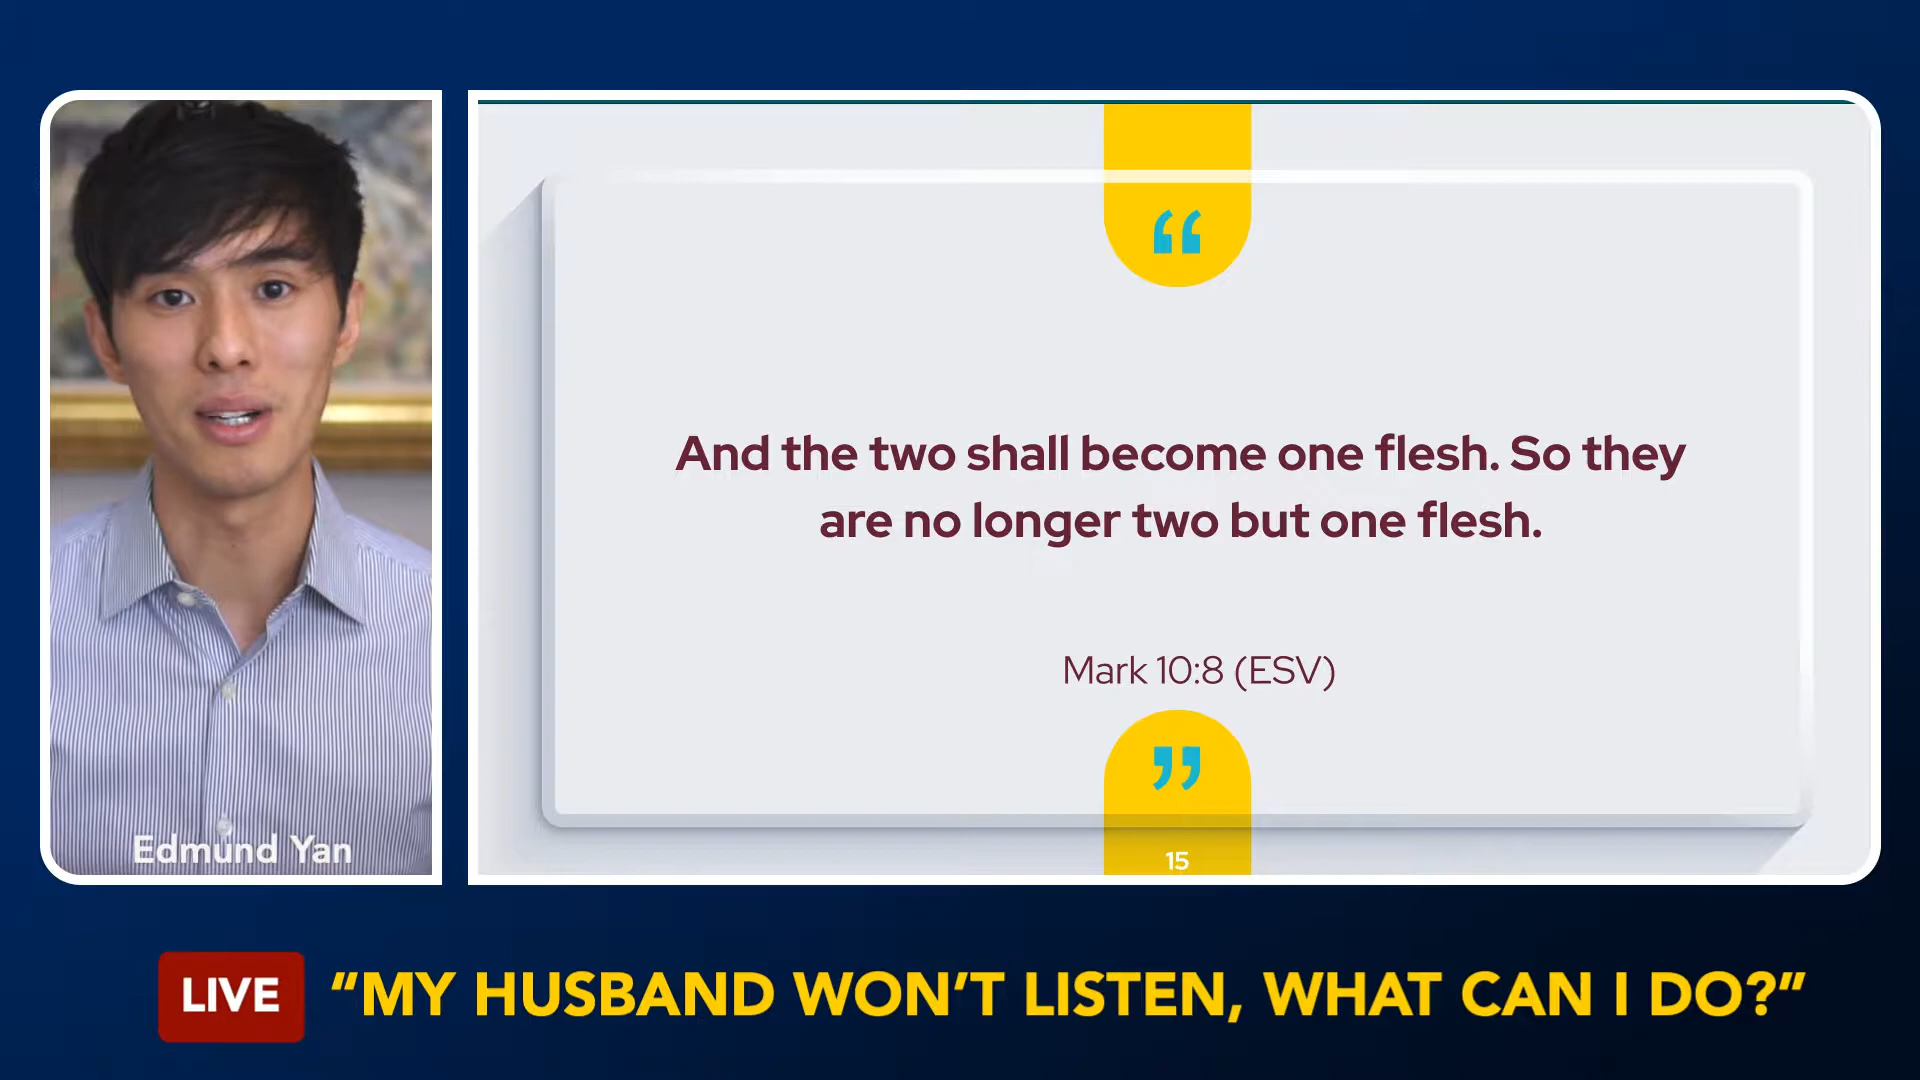 “
And the two shall become one flesh. So they
are no longer two but one flesh.
Mark 10:8 (ESV)
”
15
Edmund Yan
LIVE “MY HUSBAND WON’T LISTEN, WHAT CAN I DO?”